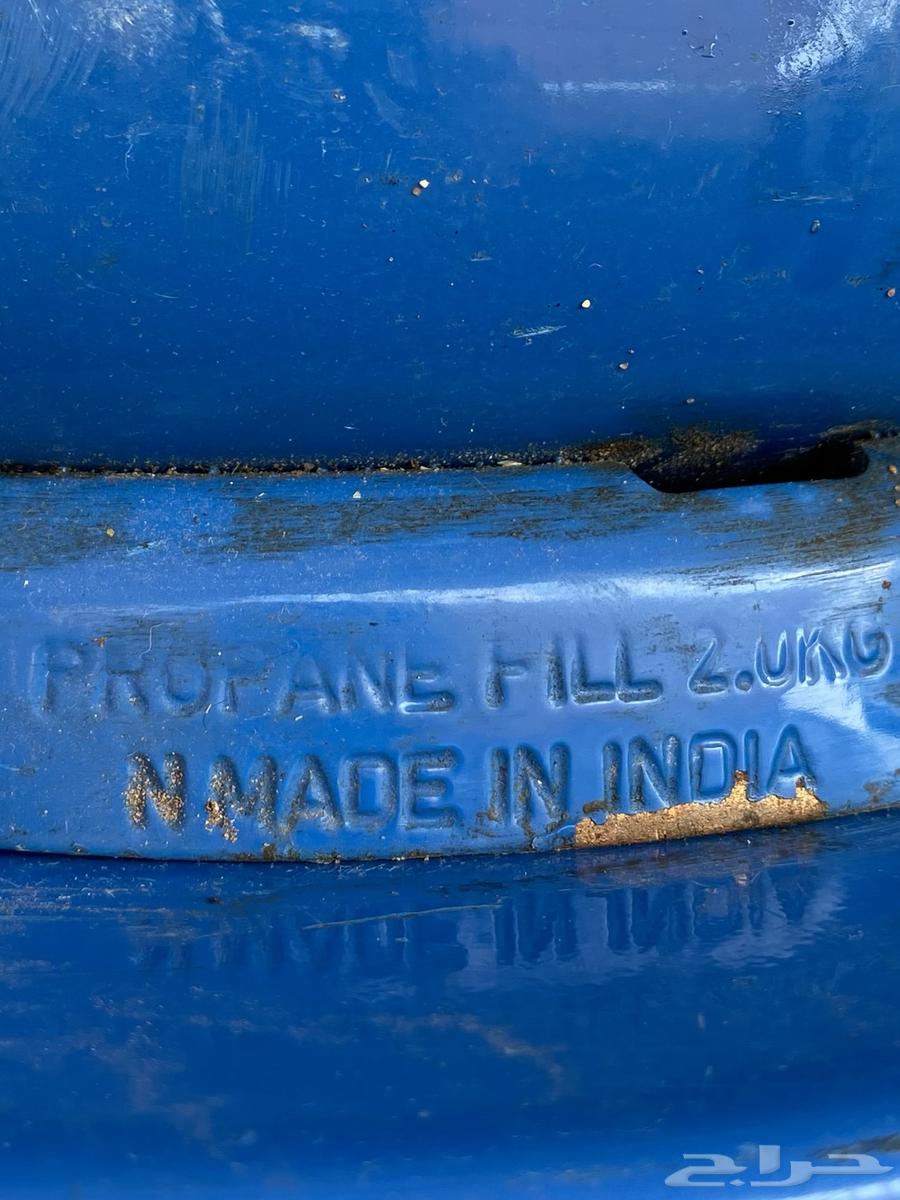 PROPANE FILL 2.0KG
N MADE IN INDIA
حراج